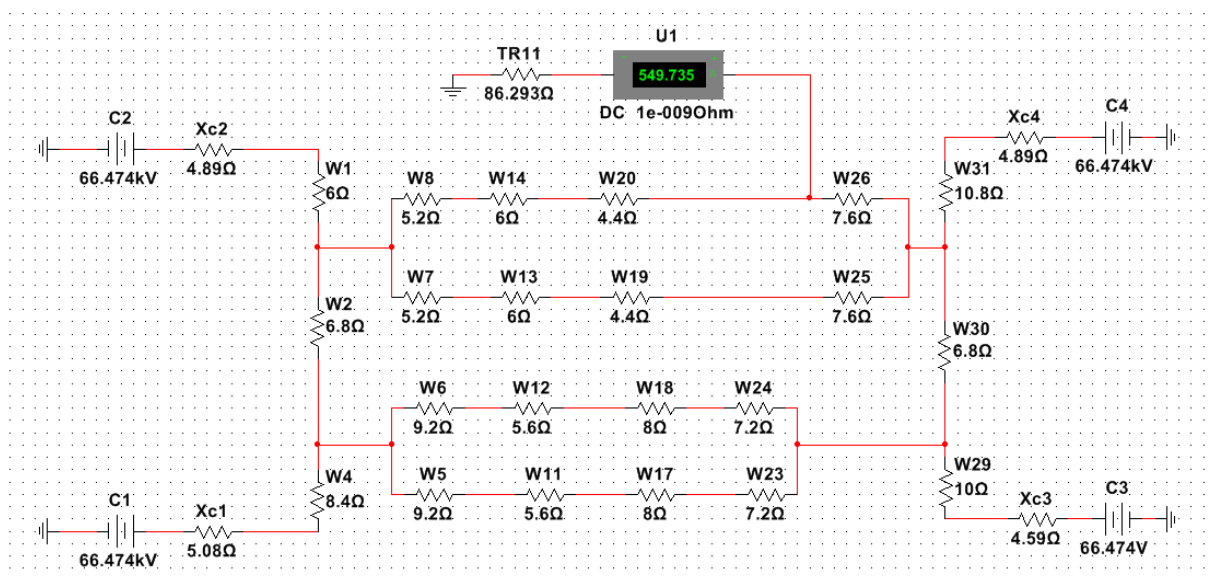 U1
TR11
549.735
86.293Ω
DC 1e-009Ohm
C2
Xc2
66.474kV
4.89Ω
Xc4
C4
4.89Ω
66.474kV
W1
6Ω
W31
10.8Ω
W8
W14
W20
W26
5.2Ω
6Ω
4.4Ω
7.6Ω
W7
W13
W19
W25
5.2Ω
6Ω
4.4Ω
7.6Ω
W2
6.8Ω
W30
6.8Ω
W6
W12
W18
W24
9.2Ω
5.6Ω
8Ω
7.2Ω
W5
W11
W17
W23
9.2Ω
5.6Ω
8Ω
7.2Ω
W4
8.4Ω
W29
10Ω
C1
Xc1
66.474kV
5.08Ω
Xc3
C3
4.59Ω
66.474V